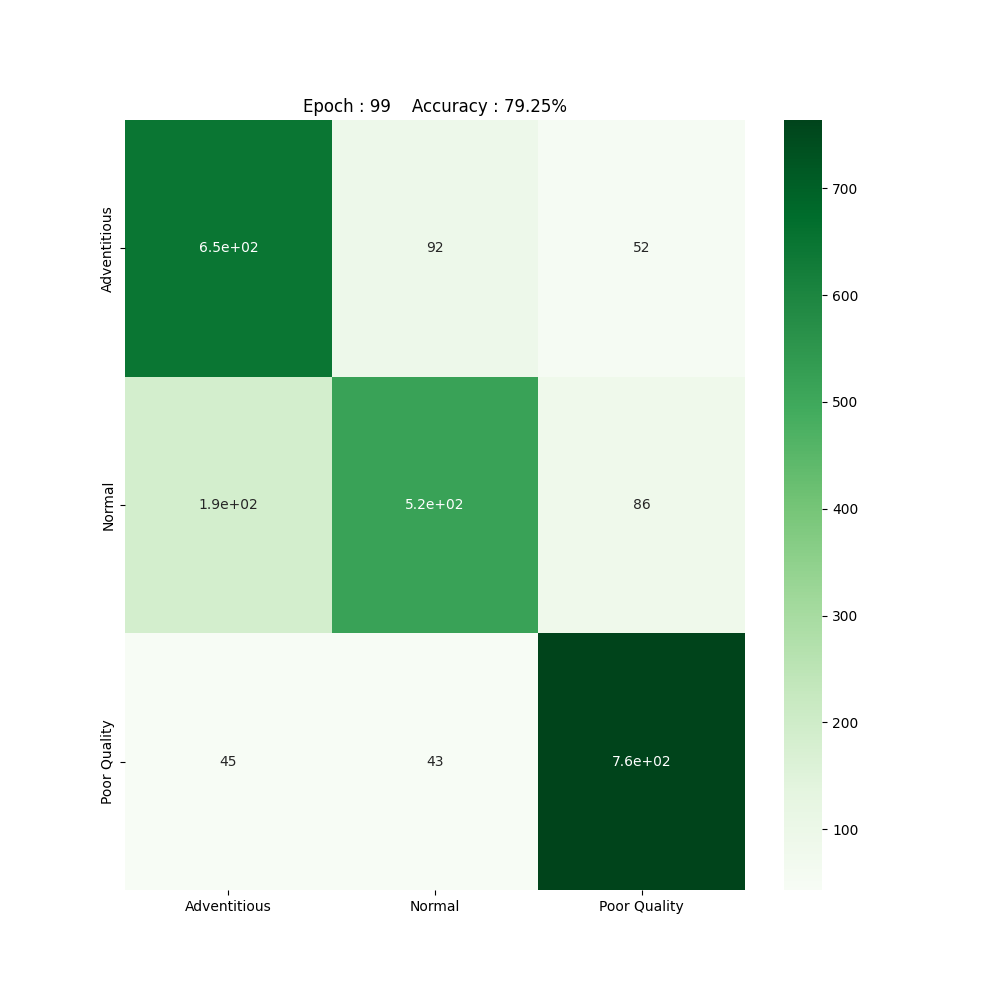 Epoch : 99    Accuracy : 79.25%
Adventitious
6.5e+02 92 52
700
600
500
Normal
1.9e+02 5.2e+02 86
400
300
200
Poor Quality
45 43 7.6e+02
100
Adventitious Normal Poor Quality